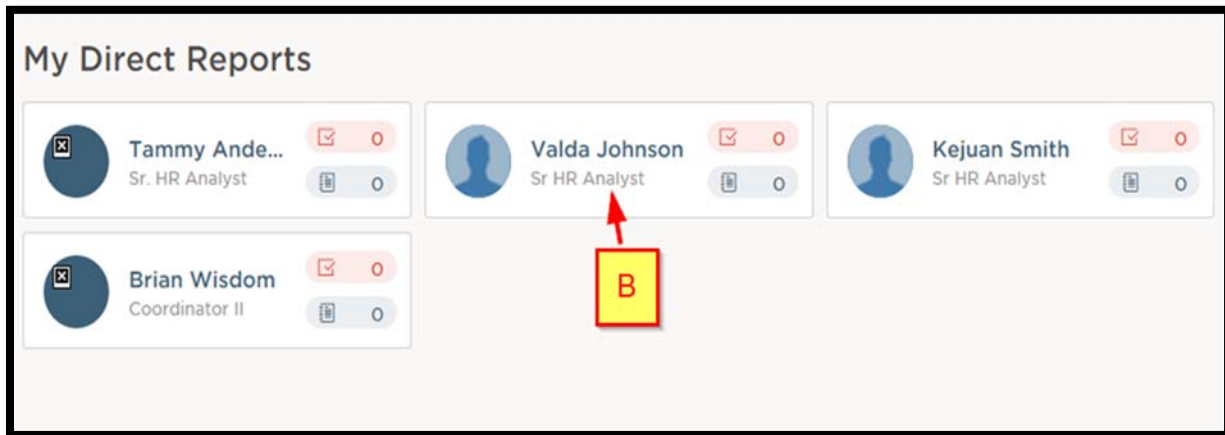 My Direct Reports
Tammy Ande...
Sr. HR Analyst
0
0
Valda Johnson
Sr HR Analyst
0
0
Kejuan Smith
Sr HR Analyst
0
0
Brian Wisdom
Coordinator II
0
0
B